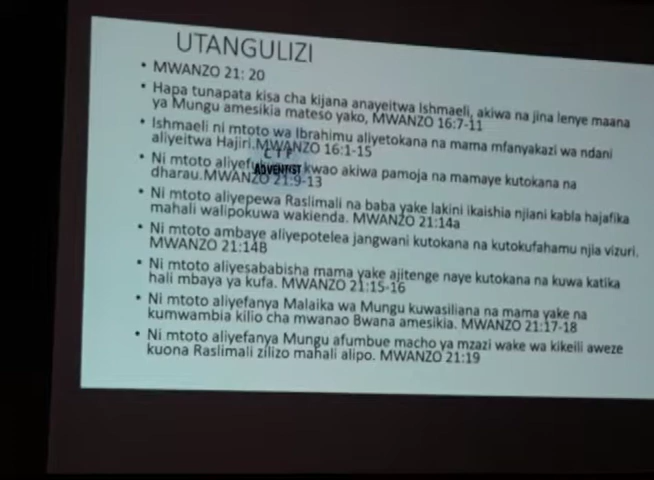 UTANGULIZI
• MWANZO 21: 20
• Hapa tunapata kisa cha kijana anayeitwa Ishmaeli, akiwa na jina lenye maana
ya Mungu amesikia mateso yako, MWANZO 16:7-11
• Ishmaeli ni mtoto wa Ibrahimu aliyetokana na mama mfanyakazi wa ndani
aliyeitwa Hajiri.MWANZO 16:1-15
• Ni mtoto kwao akiwa pamoja na mamaye kutokana na
dharau.MWANZO 21:9-13
ADVENTIST
• Ni mtoto aliyepewa Raslimali na baba yake lakini ikaishia njiani kabla hajafika
mahali walipokuwa wakienda. MWANZO 21:14a
• Ni mtoto ambaye aliyepotelea jangwani kutokana na kutokufahamu njia vizuri.
MWANZO 21:14B
• Ni mtoto aliyesababisha mama yake ajitenge naye kutokana na kuwa katika
hali mbaya ya kufa. MWANZO 21:15-16
• Ni mtoto aliyefanya Malaika wa Mungu kuwasiliana na mama yake na
kumwambia kilio cha mwanao Bwana amesikia. MWANZO 21:17-18
• Ni mtoto aliyefanya Mungu afumbue macho ya mzazi wake wa kikeili aweze
kuona Raslimali zilizo mahali alipo. MWANZO 21:19